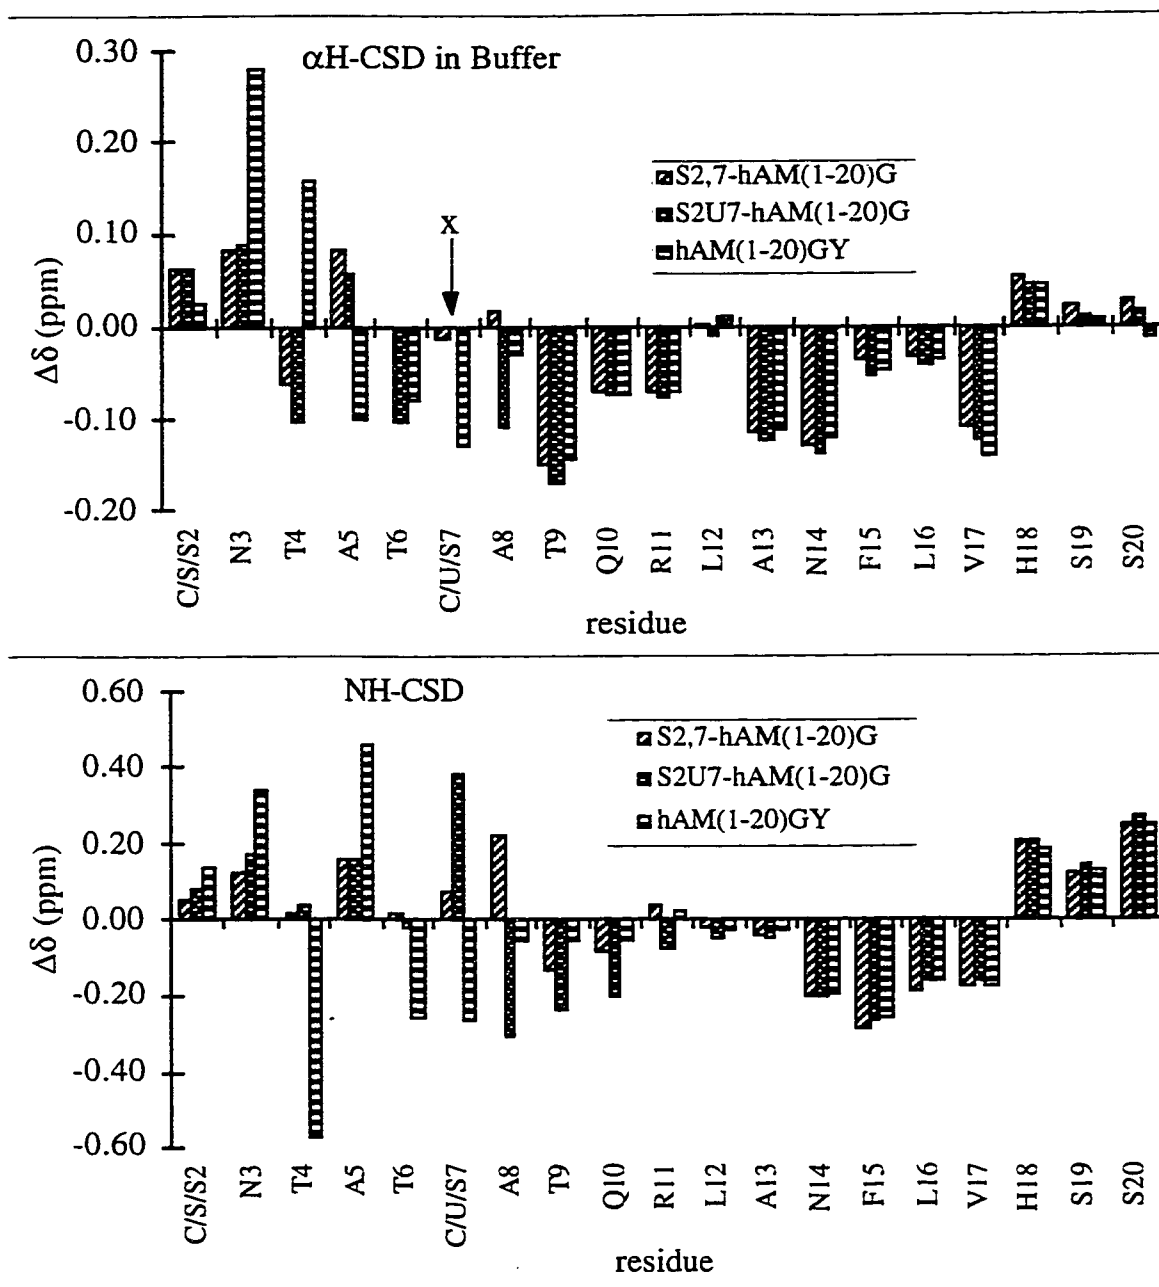 αH-CSD in Buffer
0.30
0.20
0.10
0.00
-0.10
-0.20
Δδ (ppm)
S2,7-hAM(1-20)G
S2U7-hAM(1-20)G
hAM(1-20)GY
x
C/S/S2
N3
T4
A5
T6
C/U/S7
A8
T9
Q10
R11
L12
A13
N14
F15
L16
V17
H18
S19
S20
residue
NH-CSD
0.60
0.40
0.20
0.00
-0.20
-0.40
-0.60
Δδ (ppm)
S2,7-hAM(1-20)G
S2U7-hAM(1-20)G
hAM(1-20)GY
C/S/S2
N3
T4
A5
T6
C/U/S7
A8
T9
Q10
R11
L12
A13
N14
F15
L16
V17
H18
S19
S20
residue